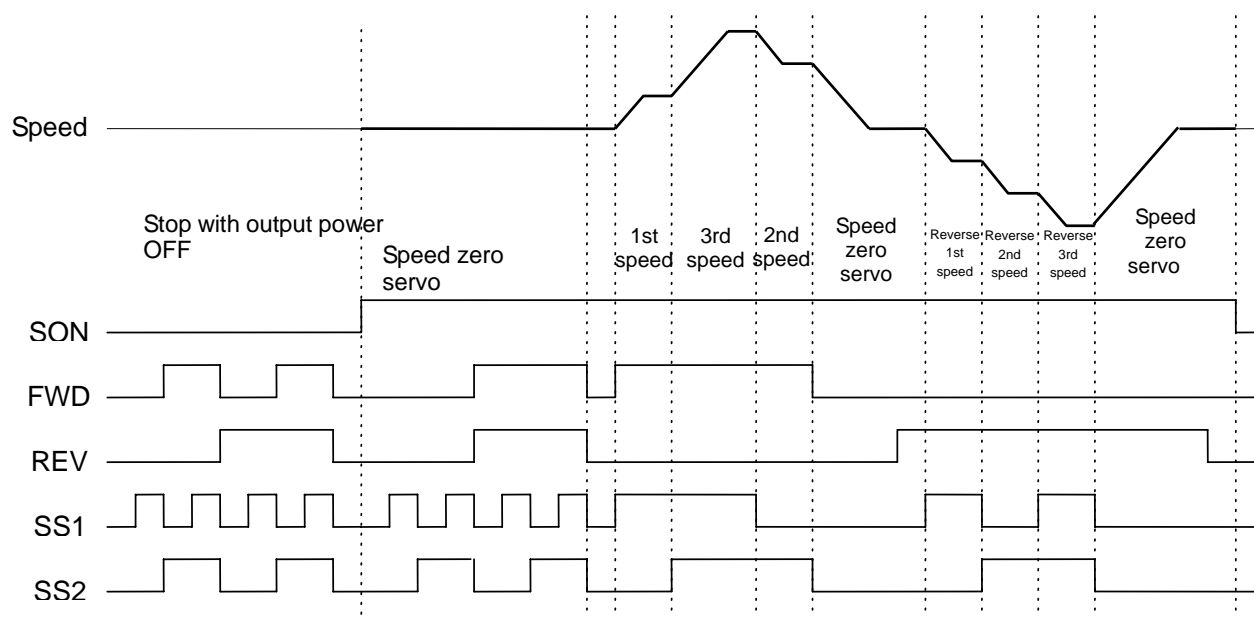 Speed
Stop with output power
OFF
Speed zero
servo
1st
speed
3rd
speed
2nd
speed
Speed
zero
servo
Reverse
1st
speed
Reverse
2nd
speed
Reverse
3rd
speed
Speed
zero
servo
SON
FWD
REV
SS1
SS2